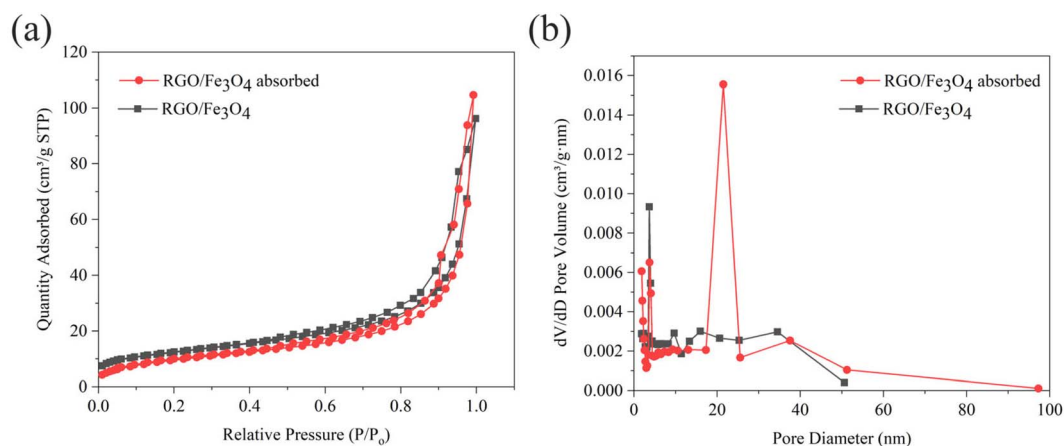 (a)
120
100
80
60
40
20
0
Quantity Adsorbed (cm³/g STP)
RGO/Fe₃O₄ absorbed
RGO/Fe₃O₄
0.0 0.2 0.4 0.6 0.8 1.0
Relative Pressure (P/Pₒ)
(b)
0.016
0.014
0.012
0.010
0.008
0.006
0.004
0.002
0.000
dV/dD Pore Volume (cm³/g·nm)
RGO/Fe₃O₄ absorbed
RGO/Fe₃O₄
0 20 40 60 80 100
Pore Diameter (nm)